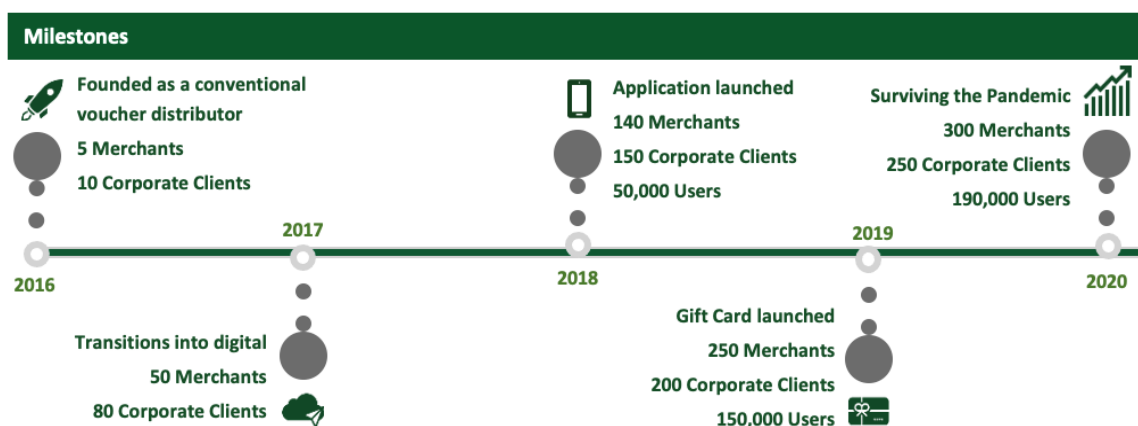 Milestones
Founded as a conventional
voucher distributor
5 Merchants
10 Corporate Clients
2016
2017
Transitions into digital
50 Merchants
80 Corporate Clients
Application launched
140 Merchants
150 Corporate Clients
50,000 Users
2018
2019
Gift Card launched
250 Merchants
200 Corporate Clients
150,000 Users
Surviving the Pandemic
300 Merchants
250 Corporate Clients
190,000 Users
2020